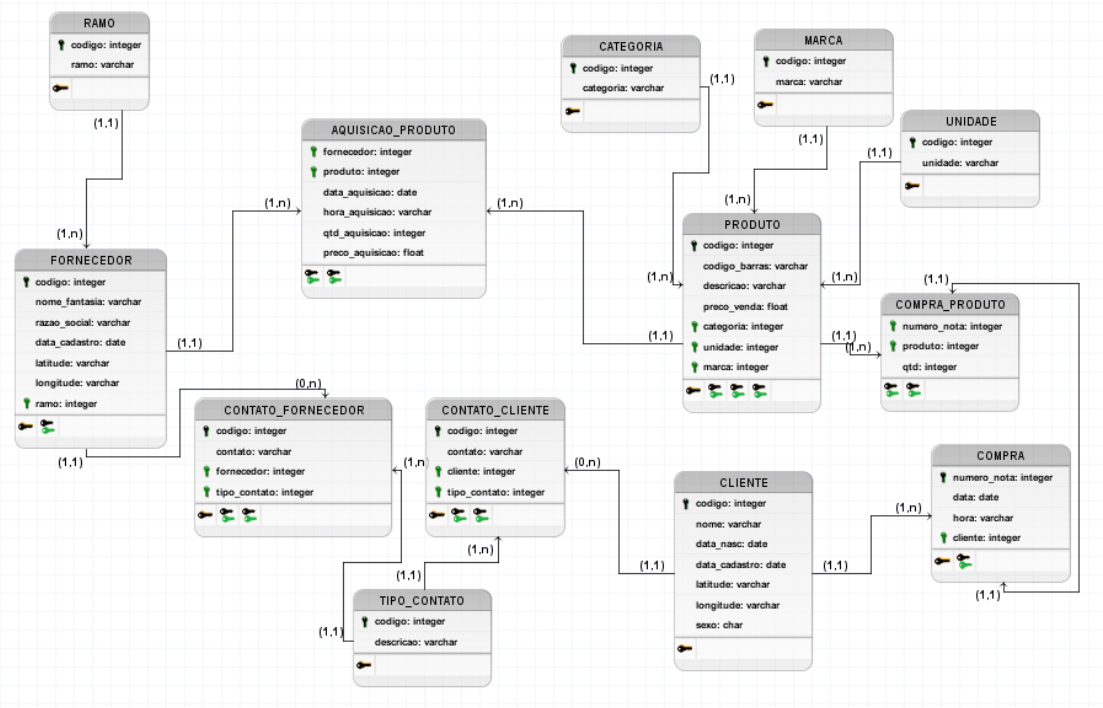 RAMO
codigo: integer
ramo: varchar
(1,1)
(1,n)
CATEGORIA
codigo: integer
categoria: varchar
(1,1)
(1,n)
MARCA
codigo: integer
marca: varchar
(1,1)
(1,n)
UNIDADE
codigo: integer
unidade: varchar
(1,1)
(1,n)
AQUISICAO_PRODUTO
fornecedor: integer
produto: integer
data_aquisicao: date
hora_aquisicao: varchar
qtd_aquisicao: integer
preco_aquisicao: float
(1,n)
(1,n)
FORNECEDOR
codigo: integer
nome_fantasia: varchar
razao_social: varchar
data_cadastro: date
latitude: varchar
longitude: varchar
ramo: integer
(1,1)
(1,1)
PRODUTO
codigo: integer
codigo_barras: varchar
descricao: varchar
preco_venda: float
categoria: integer
unidade: integer
marca: integer
(1,1)
(1,1)
(1,n)
COMPRA_PRODUTO
numero_nota: integer
produto: integer
qtd: integer
(1,1)
CONTATO_FORNECEDOR
codigo: integer
contato: varchar
fornecedor: integer
tipo_contato: integer
(0,n)
(1,n)
CONTATO_CLIENTE
codigo: integer
contato: varchar
cliente: integer
tipo_contato: integer
(0,n)
(1,n)
CLIENTE
codigo: integer
nome: varchar
data_nasc: date
data_cadastro: date
latitude: varchar
longitude: varchar
sexo: char
(1,1)
(1,1)
COMPRA
numero_nota: integer
data: date
hora: varchar
cliente: integer
(1,n)
(1,1)
TIPO_CONTATO
codigo: integer
descricao: varchar
(1,1)
(1,1)